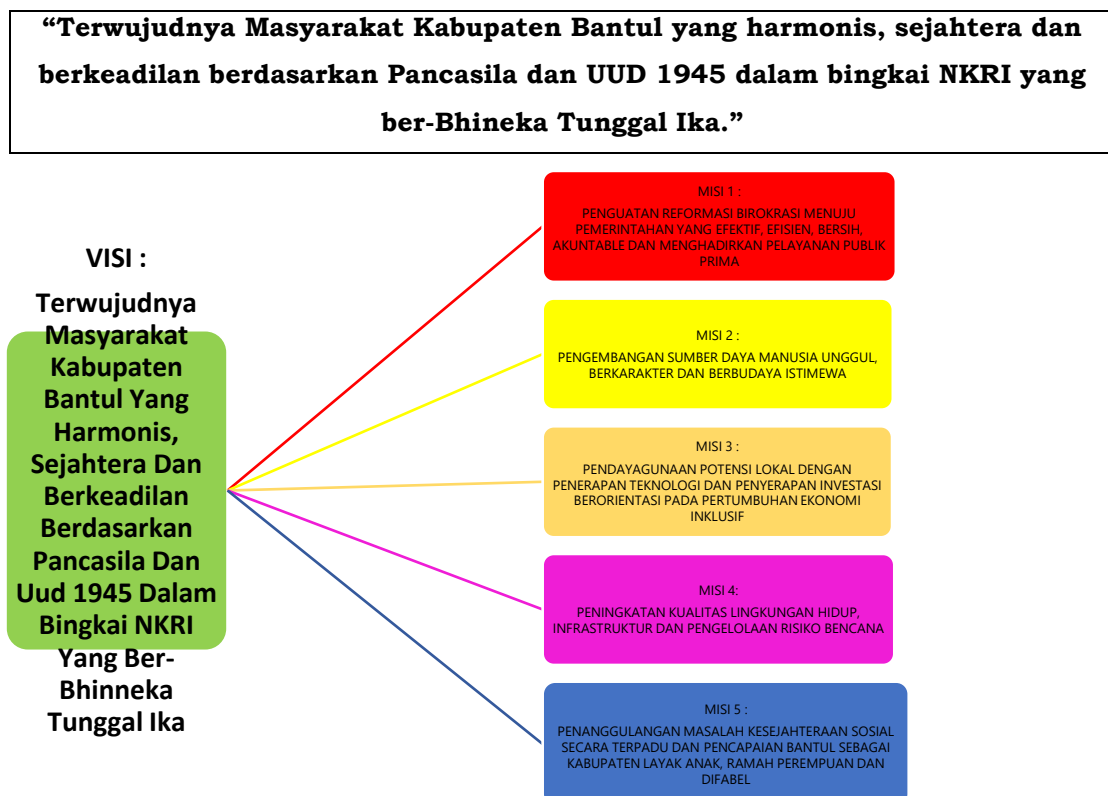 “Terwujudnya Masyarakat Kabupaten Bantul yang harmonis, sejahtera dan
berkeadilan berdasarkan Pancasila dan UUD 1945 dalam bingkai NKRI yang
ber-Bhineka Tunggal Ika.”
VISI :
Terwujudnya
Masyarakat
Kabupaten
Bantul Yang
Harmonis,
Sejahtera Dan
Berkeadilan
Berdasarkan
Pancasila Dan
Uud 1945 Dalam
Bingkai NKRI
Yang Ber-
Bhinneka
Tunggal Ika
MISI 1 :
PENGUATAN REFORMASI BIROKRASI MENUJU
PEMERINTAHAN YANG EFEKTIF, EFISIEN, BERSIH,
AKUNTABLE DAN MENGHADIRKAN PELAYANAN PUBLIK
PRIMA
MISI 2 :
PENGEMBANGAN SUMBER DAYA MANUSIA UNGGUL,
BERKARAKTER DAN BERBUDAYA ISTIMEWA
MISI 3 :
PENDAYAGUNAAN POTENSI LOKAL DENGAN
PENERAPAN TEKNOLOGI DAN PENYERAPAN INVESTASI
BERORIENTASI PADA PERTUMBUHAN EKONOMI
INKLUSIF
MISI 4:
PENINGKATAN KUALITAS LINGKUNGAN HIDUP,
INFRASTRUKTUR DAN PENGELOLAAN RISIKO BENCANA
MISI 5 :
PENANGGULANGAN MASALAH KESEJAHTERAAN SOSIAL
SECARA TERPADU DAN PENCAPAIAN BANTUL SEBAGAI
KABUPATEN LAYAK ANAK, RAMAH PEREMPUAN DAN
DIFABEL